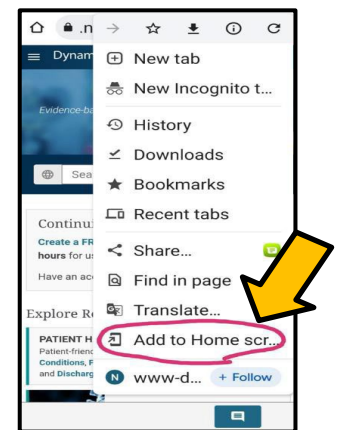 .n
Dynam
New tab
New Incognito t...
Evidence-ba
History
Downloads
Sea
Bookmarks
Recent tabs
Continu
Create a FR
hours for u
Share...
Have an acc
Find in page
Explore Re
Translate...
PATIENT H
Add to Home scr...
Patient-frienc
Conditions, F
and Discharg
N www-d... + Follow